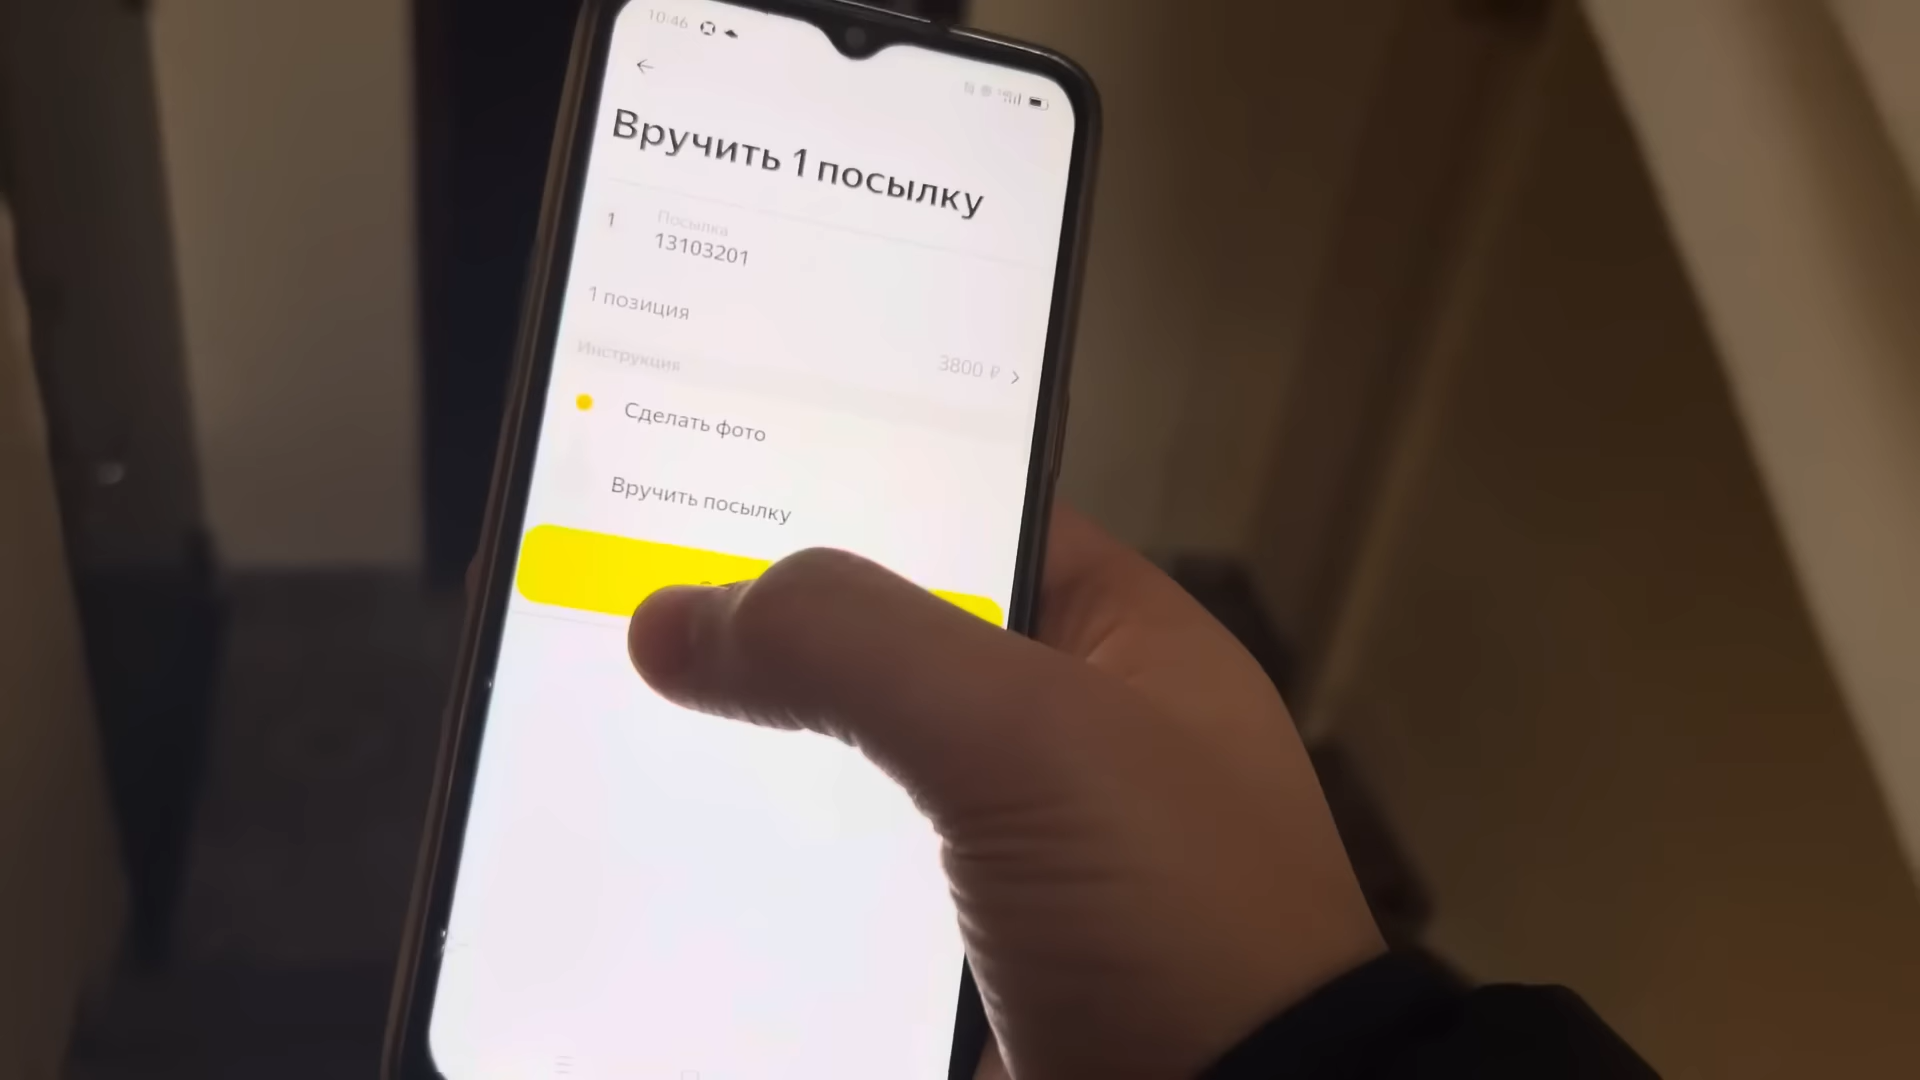 10:46
Вручить 1 посылку
1
Посылка
13103201
1 позиция
3800 ₽
Инструкция
Сделать фото
Вручить посылку